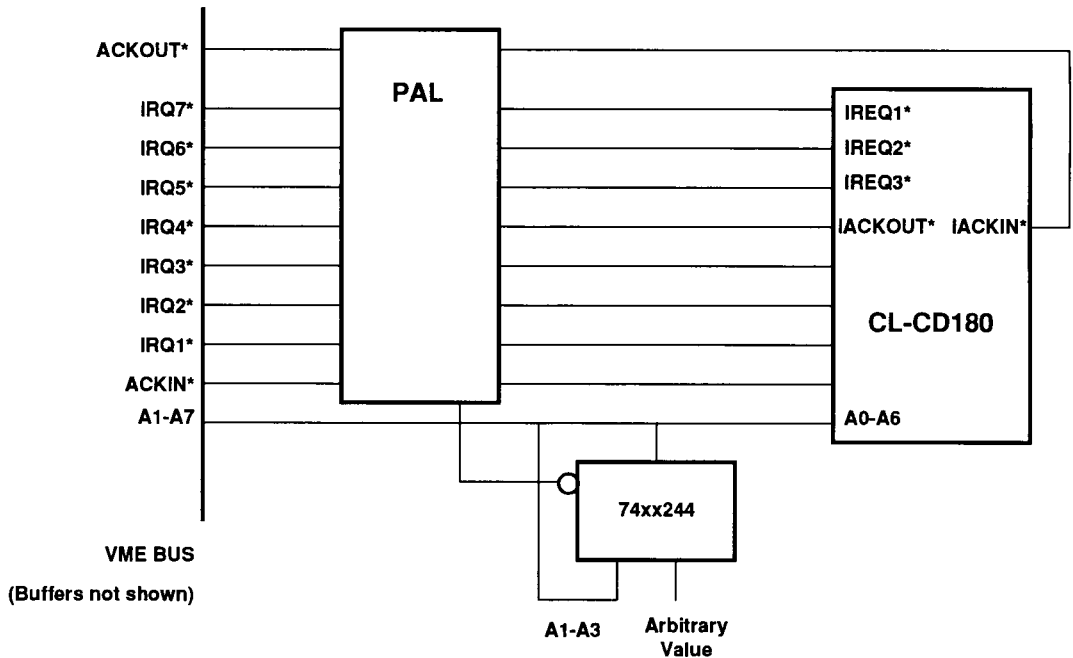 ACKOUT*
PAL
IRQ7*
IREQ1*
IRQ6*
IREQ2*
IRQ5*
IREQ3*
IRQ4*
IACKOUT* IACKIN*
IRQ3*
IRQ2*
CL-CD180
IRQ1*
ACKIN*
A1-A7
A0-A6
74xx244
VME BUS
(Buffers not shown)
A1-A3
Arbitrary
Value